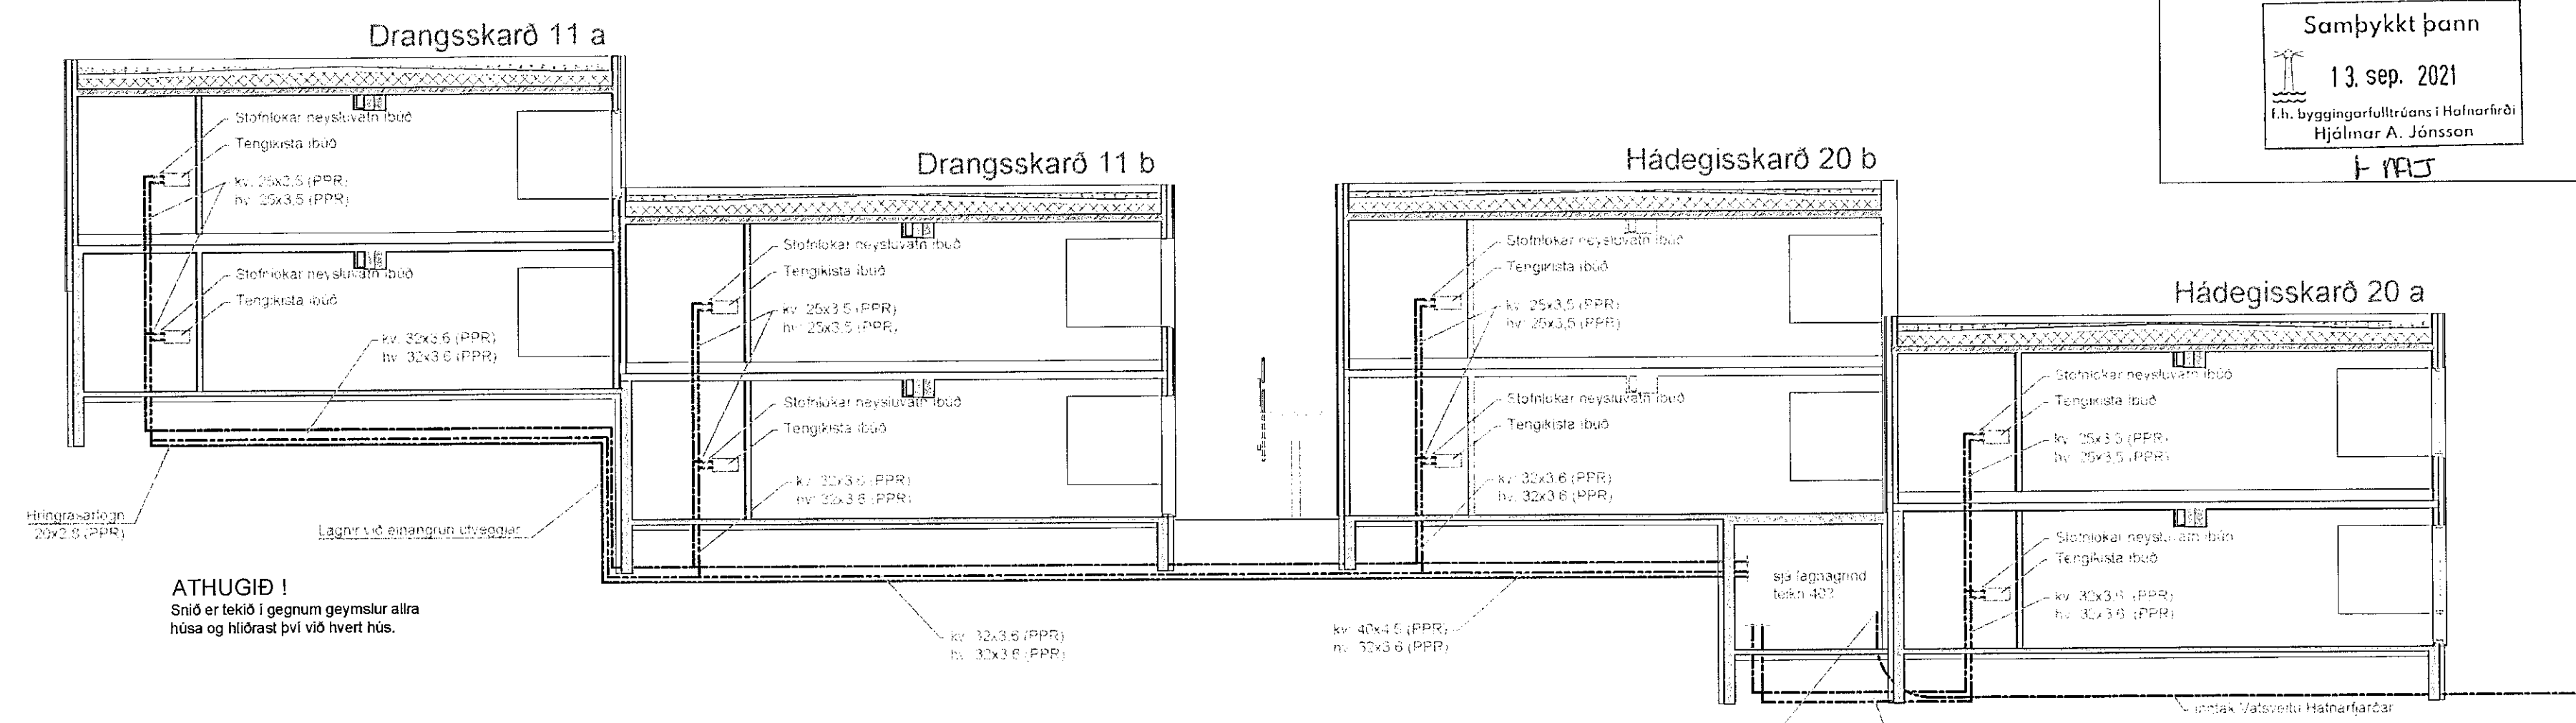 Drangsskarð 11 a
Stofnlokar neysluvatn íbúð
Tengikista íbúð
kv: 25x3,5 (PPR)
hv: 25x3,5 (PPR)
Stofnlokar neysluvatn íbúð
Tengikista íbúð
kv: 32x3,6 (PPR)
hv: 32x3,6 (PPR)
Hringrásarlögn
20x2,8 (PPR)
Lagnir við einangrun útveggjar
ATHUGIÐ !
Snið er tekið í gegnum geymslur allra
húsa og hliðrast því við hvert hús.
Drangsskarð 11 b
Stofnlokar neysluvatn íbúð
Tengikista íbúð
kv: 25x3,5 (PPR)
hv: 25x3,5 (PPR)
Stofnlokar neysluvatn íbúð
Tengikista íbúð
kv: 32x3,6 (PPR)
hv: 32x3,6 (PPR)
kv: 32x3,6 (PPR)
hv: 32x3,6 (PPR)
Hádegisskarð 20 b
Stofnlokar neysluvatn íbúð
Tengikista íbúð
kv: 25x3,5 (PPR)
hv: 25x3,5 (PPR)
Stofnlokar neysluvatn íbúð
Tengikista íbúð
kv: 32x3,6 (PPR)
hv: 32x3,6 (PPR)
kv: 40x4,5 (PPR)
hv: 32x3,6 (PPR)
sjá lagnagrind
teikn 403
Hádegisskarð 20 a
Stofnlokar neysluvatn íbúð
Tengikista íbúð
kv: 25x3,5 (PPR)
hv: 25x3,5 (PPR)
Stofnlokar neysluvatn íbúð
Tengikista íbúð
kv: 32x3,6 (PPR)
hv: 32x3,6 (PPR)
Inntak Vatsveitu Hafnarfjarðar
Samþykkt þann
13. sep. 2021
f.h. byggingarfulltrúans í Hafnarfirði
Hjálmar A. Jónsson